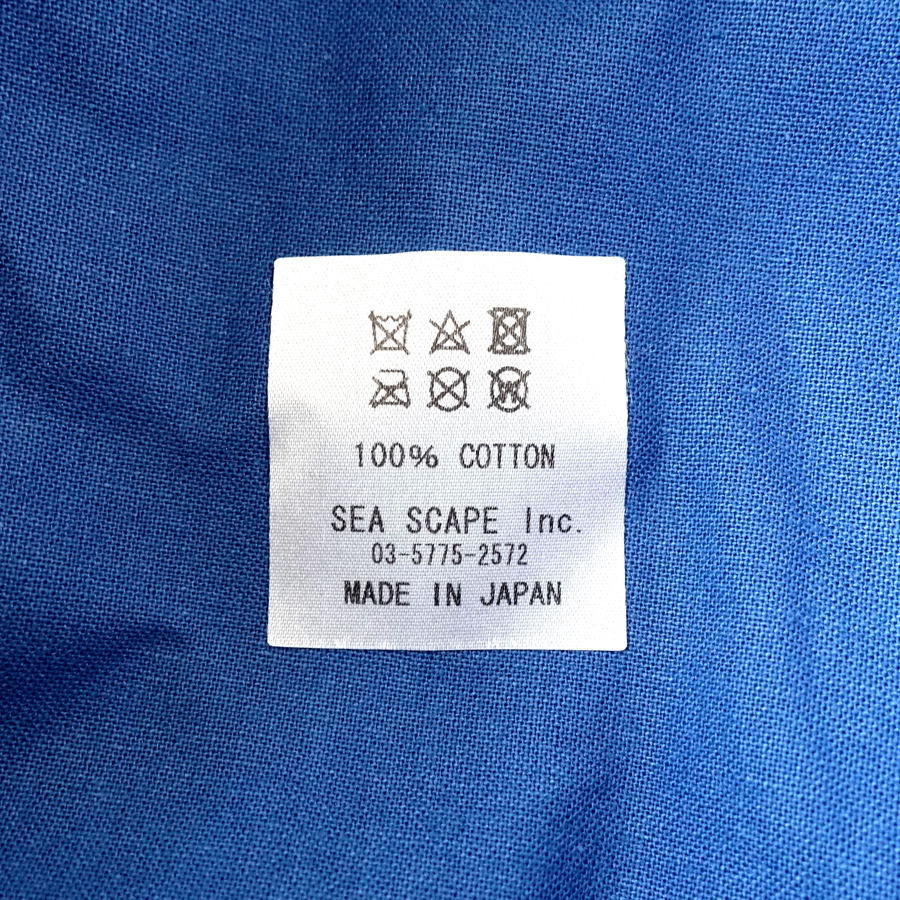 100% COTTON
SEA SCAPE Inc.
03-5775-2572
MADE IN JAPAN